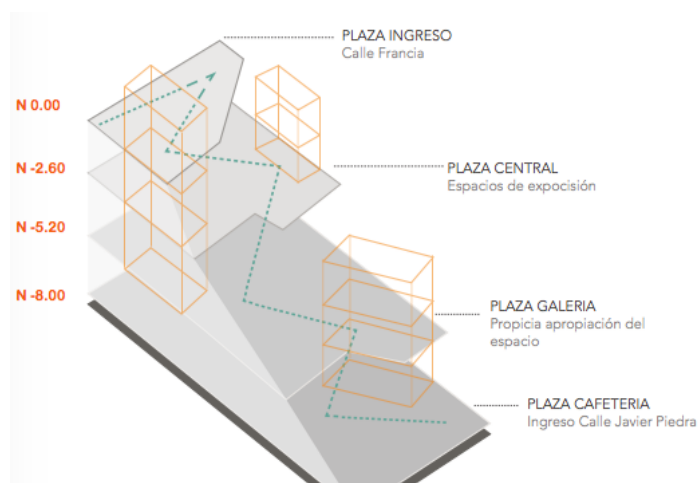 PLAZA INGRESO
Calle Francia
N 0.00
N -2.60
PLAZA CENTRAL
Espacios de expocisión
N -5.20
N -8.00
PLAZA GALERIA
Propicia apropiación del
espacio
PLAZA CAFETERIA
Ingreso Calle Javier Piedra